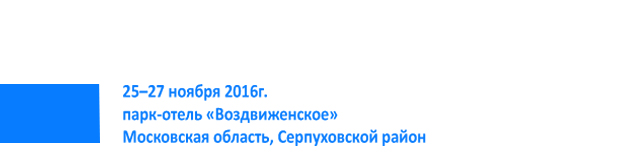 25–27 ноября 2016г.
парк-отель «Воздвиженское»
Московская область, Серпуховской район